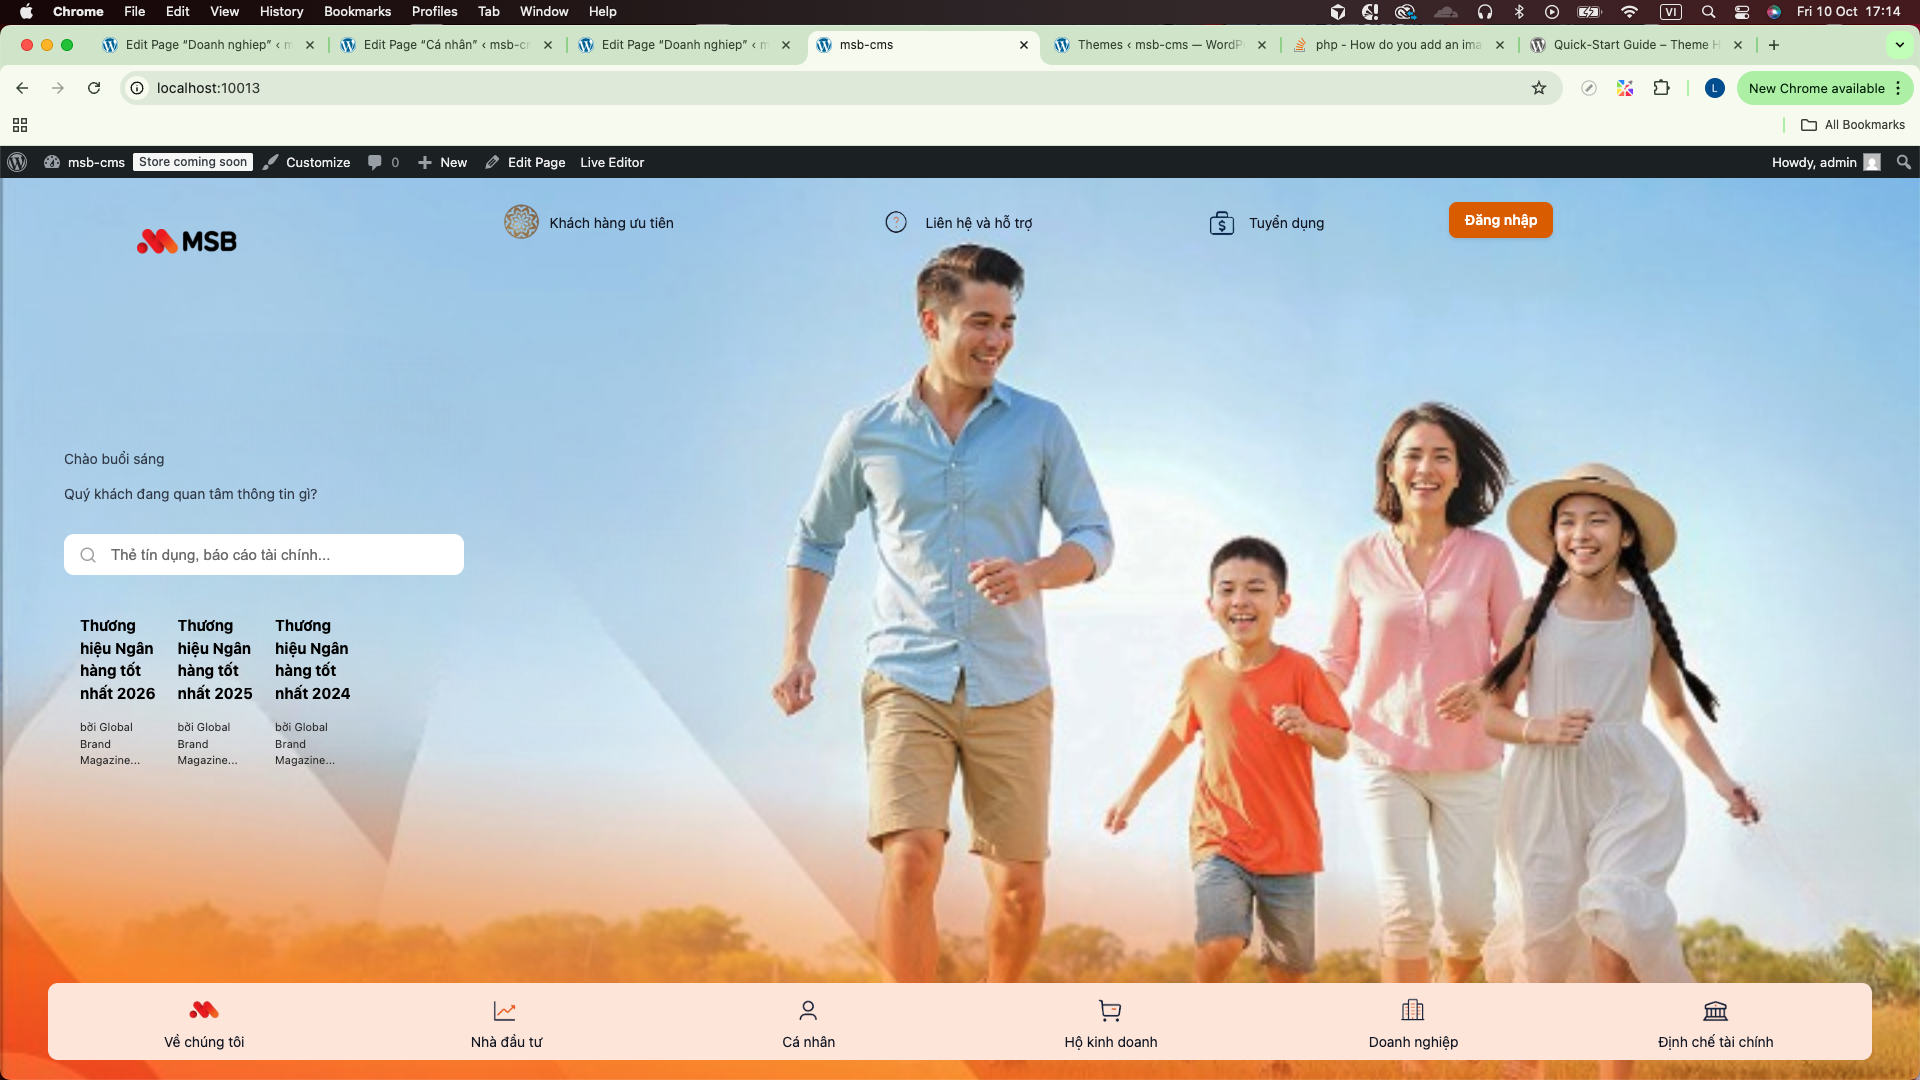 Chrome File Edit View History Bookmarks Profiles Tab Window Help VI Fri 10 Oct 17:14
Edit Page “Doanh nghiep” ‹ m Edit Page “Cá nhân” ‹ msb-cm Edit Page “Doanh nghiep” ‹ m msb-cms Themes ‹ msb-cms — WordP php - How do you add an ima Quick-Start Guide – Theme H
localhost:10013 L New Chrome available
All Bookmarks
msb-cms Store coming soon Customize 0 New Edit Page Live Editor Howdy, admin
MSB Khách hàng ưu tiên Liên hệ và hỗ trợ Tuyển dụng Đăng nhập
Chào buổi sáng
Quý khách đang quan tâm thông tin gì?
Thẻ tín dụng, báo cáo tài chính...
Thương Thương Thương
hiệu Ngân hiệu Ngân hiệu Ngân
hàng tốt hàng tốt hàng tốt
nhất 2026 nhất 2025 nhất 2024
bởi Global bởi Global bởi Global
Brand Brand Brand
Magazine... Magazine... Magazine...
Về chúng tôi Nhà đầu tư Cá nhân Hộ kinh doanh Doanh nghiệp Định chế tài chính